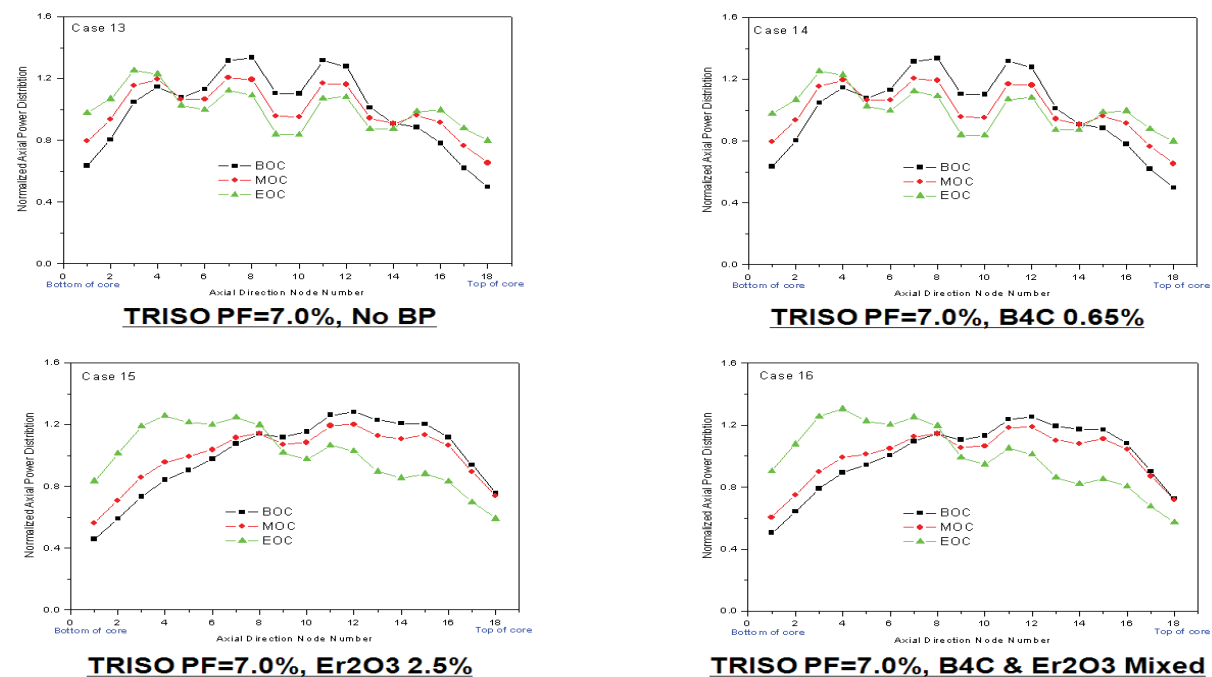 Case 13
Normalized Axial Power Distribtion
1.6
1.2
0.8
0.4
0.0
BOC
MOC
EOC
0 2 4 6 8 10 12 14 16 18
Bottom of core
Axial Direction Node Number
Top of core
TRISO PF=7.0%, No BP
Case 14
Normalized Axial Power Distribtion
1.6
1.2
0.8
0.4
0.0
BOC
MOC
EOC
0 2 4 6 8 10 12 14 16 18
Bottom of core
Axial Direction Node Number
Top of core
TRISO PF=7.0%, B4C 0.65%
Case 15
Normalized Axial Power Distribtion
1.6
1.2
0.8
0.4
0.0
BOC
MOC
EOC
0 2 4 6 8 10 12 14 16 18
Bottom of core
Axial Direction Node Number
Top of core
TRISO PF=7.0%, Er2O3 2.5%
Case 16
Normalized Axial Power Distribtion
1.6
1.2
0.8
0.4
0.0
BOC
MOC
EOC
0 2 4 6 8 10 12 14 16 18
Bottom of core
Axial Direction Node Number
Top of core
TRISO PF=7.0%, B4C & Er2O3 Mixed